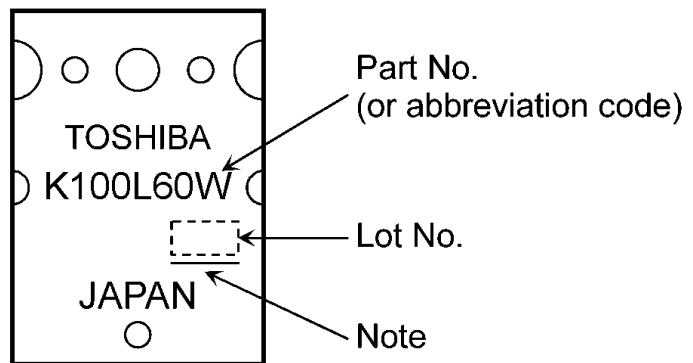 Part No.
(or abbreviation code)
TOSHIBA
K100L60W
Lot No.
JAPAN
Note